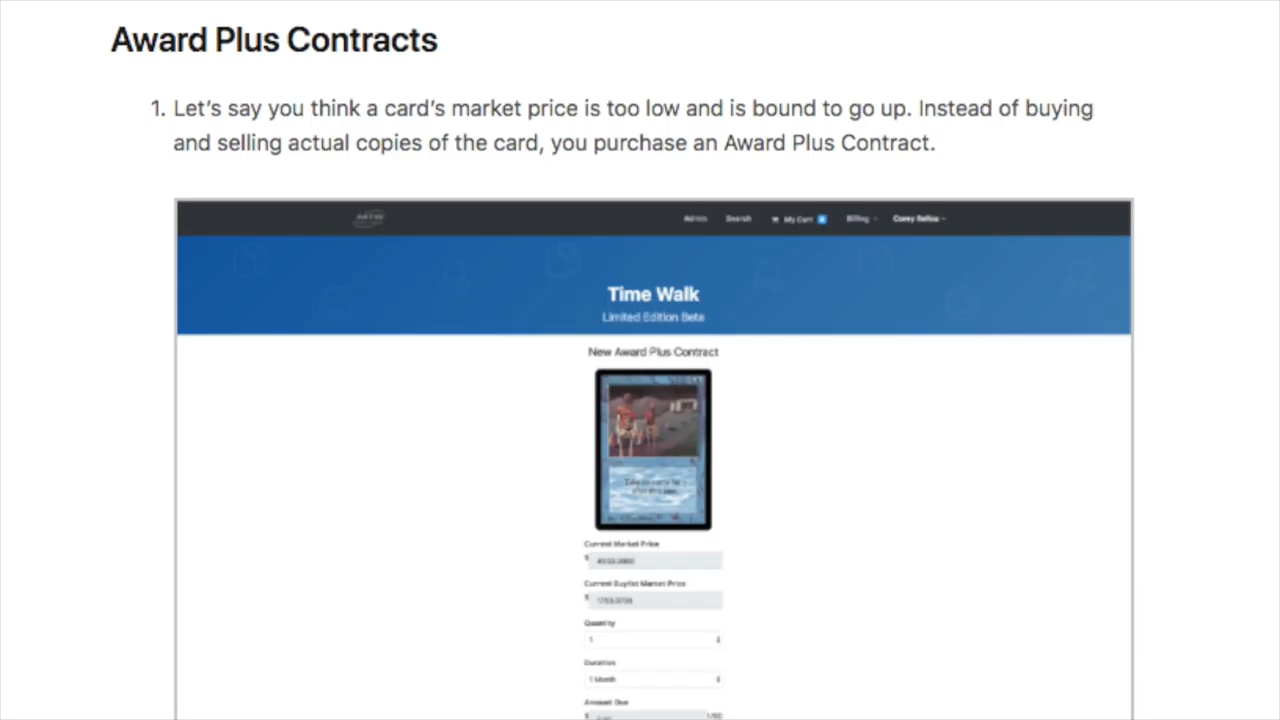 Award Plus Contracts
1. Let's say you think a card's market price is too low and is bound to go up. Instead of buying
and selling actual copies of the card, you purchase an Award Plus Contract.
Admin Search My Cart Billing Corey
Time Walk
Limited Edition Beta
New Award Plus Contract
Current Market Price
$
Current Buylist Market Price
$
Quantity
1
Duration
1 Month
Amount Due
$ USD